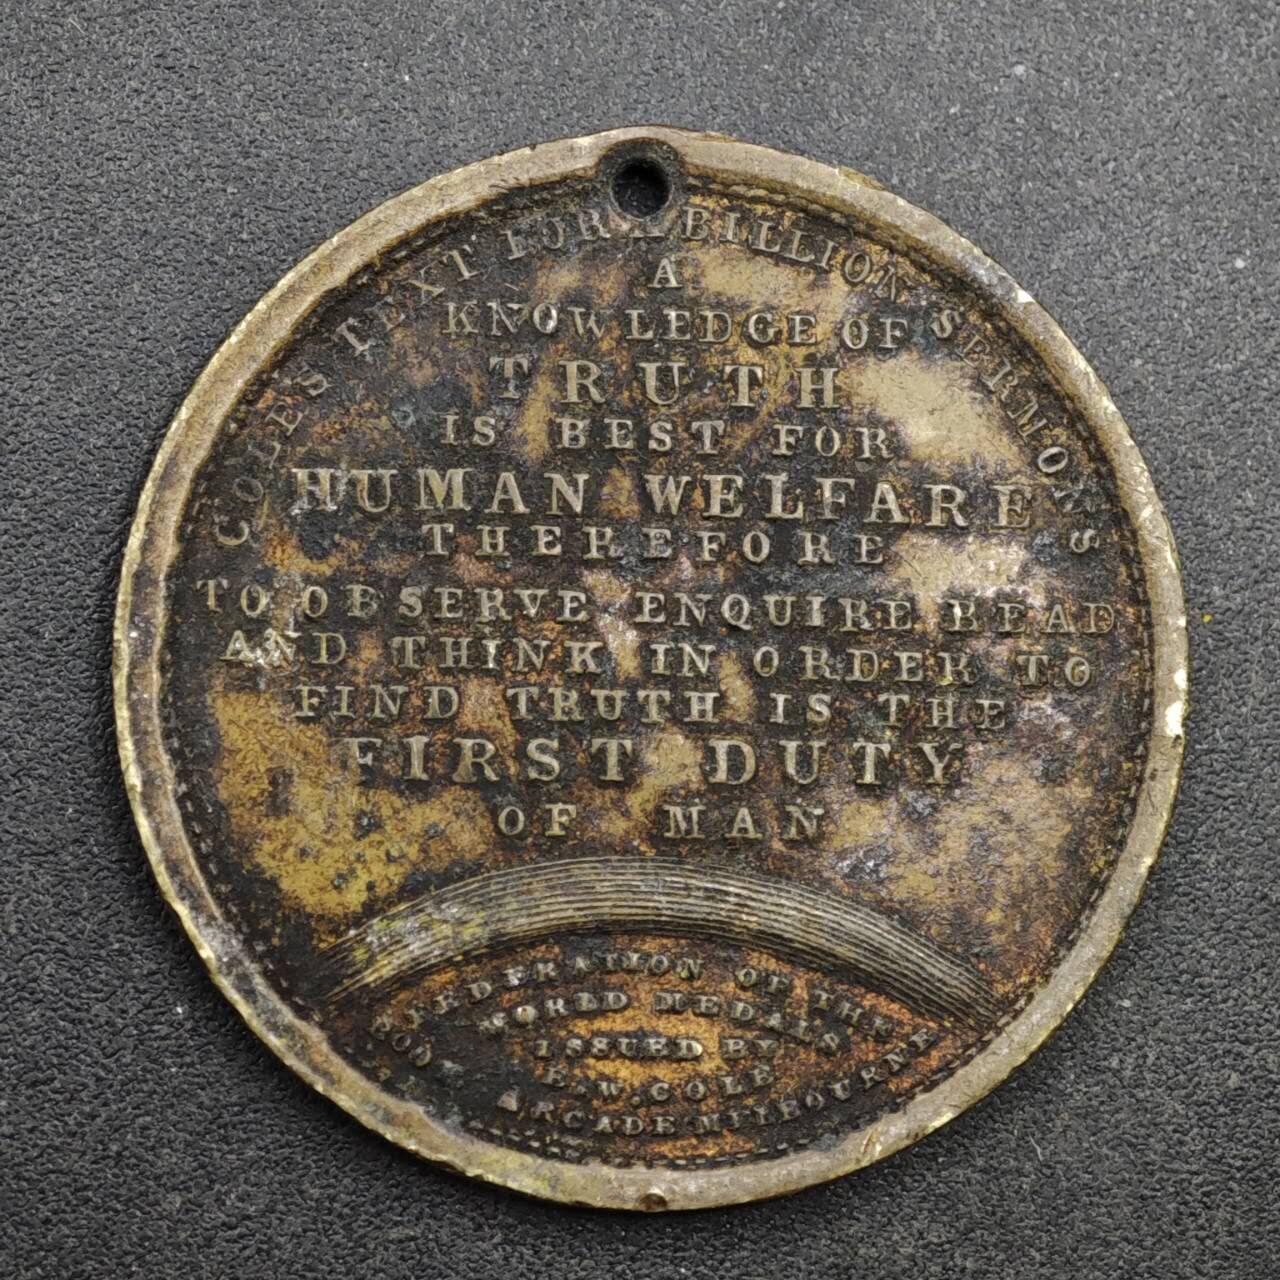 COLE'S TEXT FOR A BILLION SERMONS
A
KNOWLEDGE OF
TRUTH
IS BEST FOR
HUMAN WELFARE
THEREFORE
TO OBSERVE ENQUIRE READ
AND THINK IN ORDER TO
FIND TRUTH IS THE
FIRST DUTY
OF MAN
FEDERATION OF THE
WORLD MEDALS
ISSUED BY
E.W.COLE
BOOK ARCADE MELBOURNE